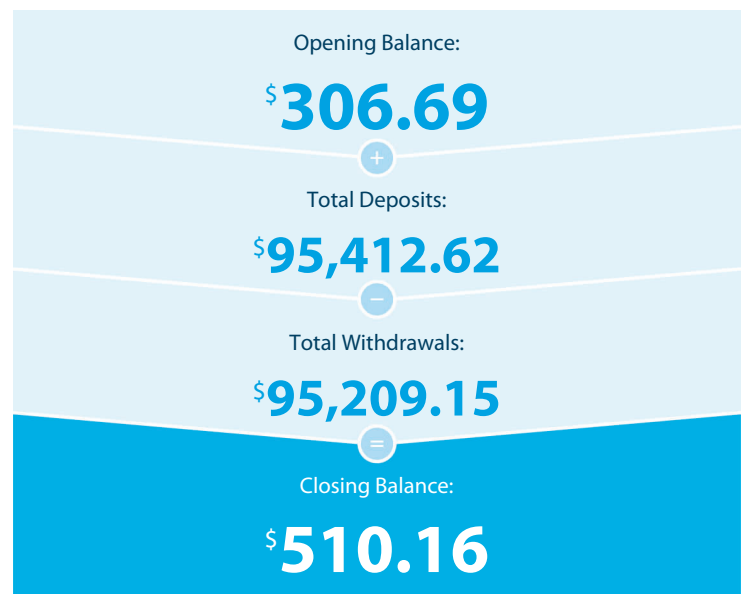 Opening Balance:
$306.69
+
Total Deposits:
$95,412.62
−
Total Withdrawals:
$95,209.15
=
Closing Balance:
$510.16